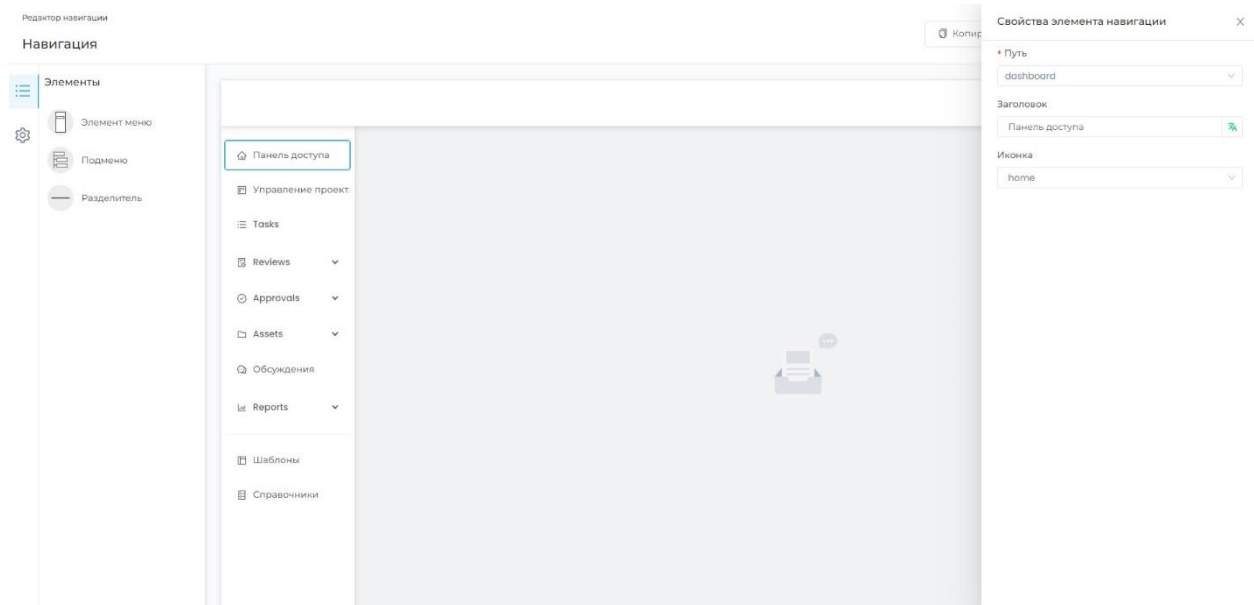 Редактор навигации
Навигация
Копир
Элементы
Элемент меню
Подменю
Разделитель
Панель доступа
Управление проект
Tasks
Reviews
Approvals
Assets
Обсуждения
Reports
Шаблоны
Справочники
Свойства элемента навигации
* Путь
dashboard
Заголовок
Панель доступа
Иконка
home